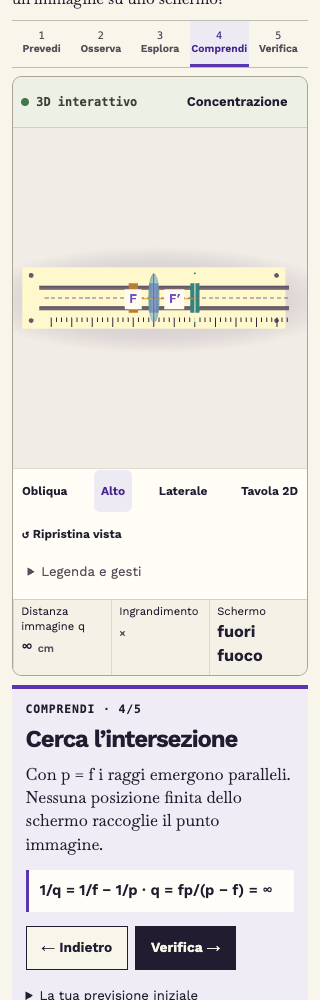 un'immagine su uno schermo?
1 2 3 4 5
Prevedi Osserva Esplora Comprendi Verifica
3D interattivo Concentrazione
F F′
Obliqua Alto Laterale Tavola 2D
↺ Ripristina vista
▶ Legenda e gesti
Distanza immagine q
∞ cm
Ingrandimento
×
Schermo
fuori
fuoco
COMPRENDI · 4/5
Cerca l’intersezione
Con p = f i raggi emergono paralleli.
Nessuna posizione finita dello
schermo raccoglie il punto
immagine.
1/q = 1/f − 1/p · q = fp/(p − f) = ∞
← Indietro Verifica →
▶ La tua previsione iniziale